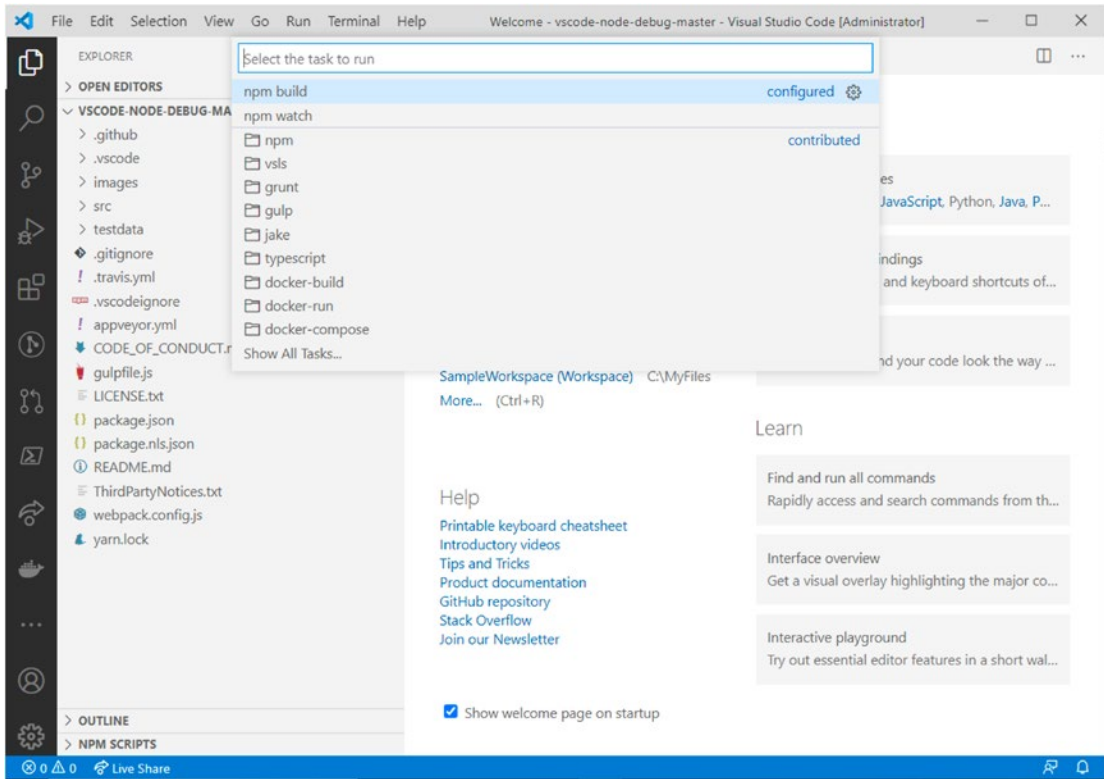 File Edit Selection View Go Run Terminal Help Welcome - vscode-node-debug-master - Visual Studio Code [Administrator]
EXPLORER
OPEN EDITORS
VSCODE-NODE-DEBUG-MA
.github
.vscode
images
src
testdata
.gitignore
.travis.yml
.vscodeignore
appveyor.yml
CODE_OF_CONDUCT.r
gulpfile.js
LICENSE.txt
package.json
package.nls.json
README.md
ThirdPartyNotices.txt
webpack.config.js
yarn.lock
OUTLINE
NPM SCRIPTS
Select the task to run
npm build configured
npm watch
npm contributed
vsls
grunt
gulp
jake
typescript
docker-build
docker-run
docker-compose
Show All Tasks...
SampleWorkspace (Workspace) C:\MyFiles
More... (Ctrl+R)
Help
Printable keyboard cheatsheet
Introductory videos
Tips and Tricks
Product documentation
GitHub repository
Stack Overflow
Join our Newsletter
Show welcome page on startup
es
JavaScript, Python, Java, P...
indings
and keyboard shortcuts of...
nd your code look the way ...
Learn
Find and run all commands
Rapidly access and search commands from th...
Interface overview
Get a visual overlay highlighting the major co...
Interactive playground
Try out essential editor features in a short wal...
0 0 Live Share